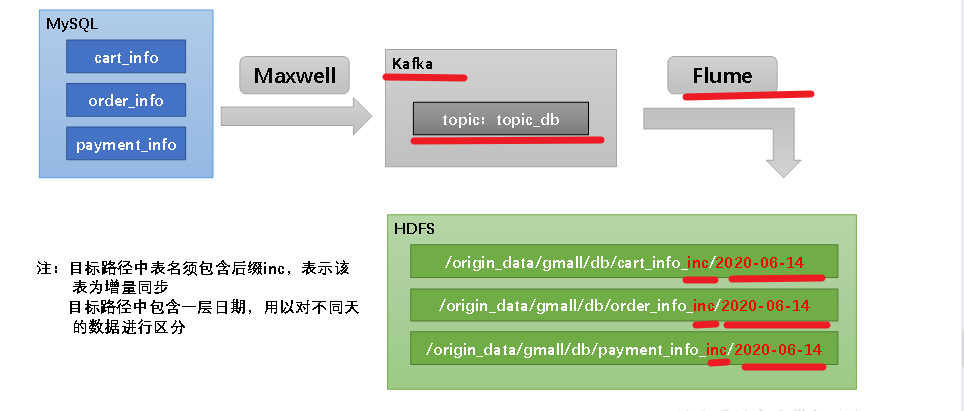 MySQL
cart_info
order_info
payment_info
Maxwell
Kafka
topic：topic_db
Flume
HDFS
/origin_data/gmall/db/cart_info_inc/2020-06-14
/origin_data/gmall/db/order_info_inc/2020-06-14
/origin_data/gmall/db/payment_info_inc/2020-06-14
注：目标路径中表名须包含后缀inc，表示该
表为增量同步
目标路径中包含一层日期，用以对不同天
的数据进行区分